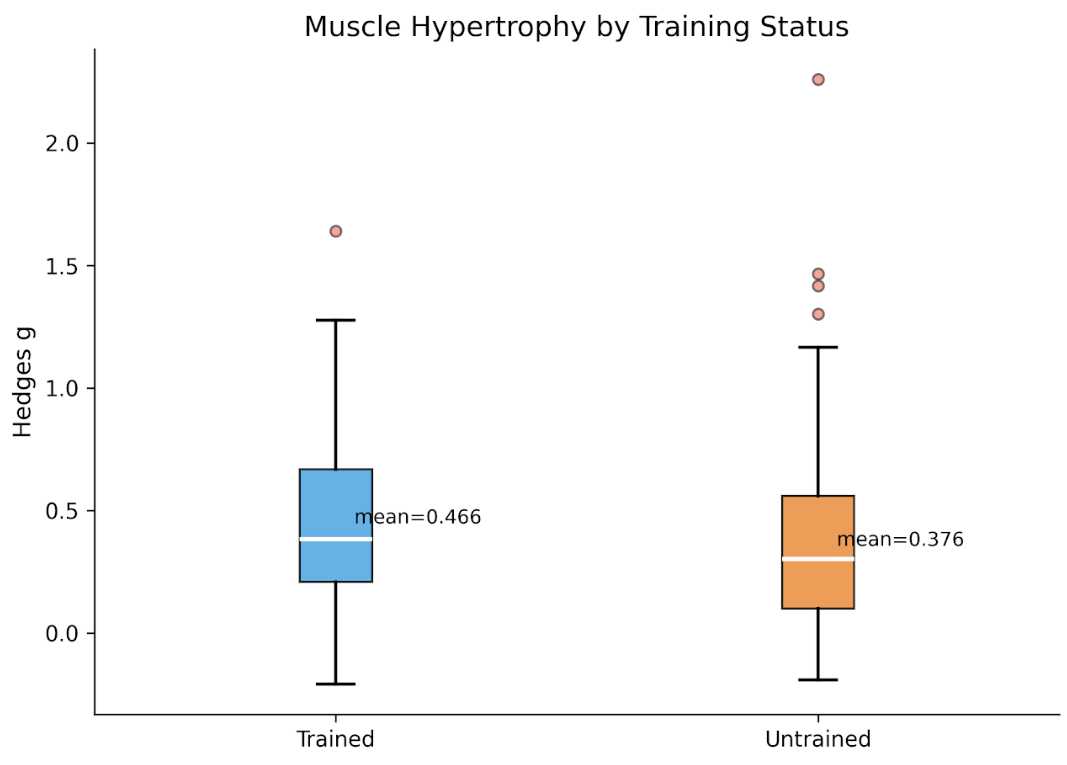 Muscle Hypertrophy by Training Status
Hedges g
2.0
1.5
1.0
0.5
0.0
mean=0.466
mean=0.376
Trained
Untrained